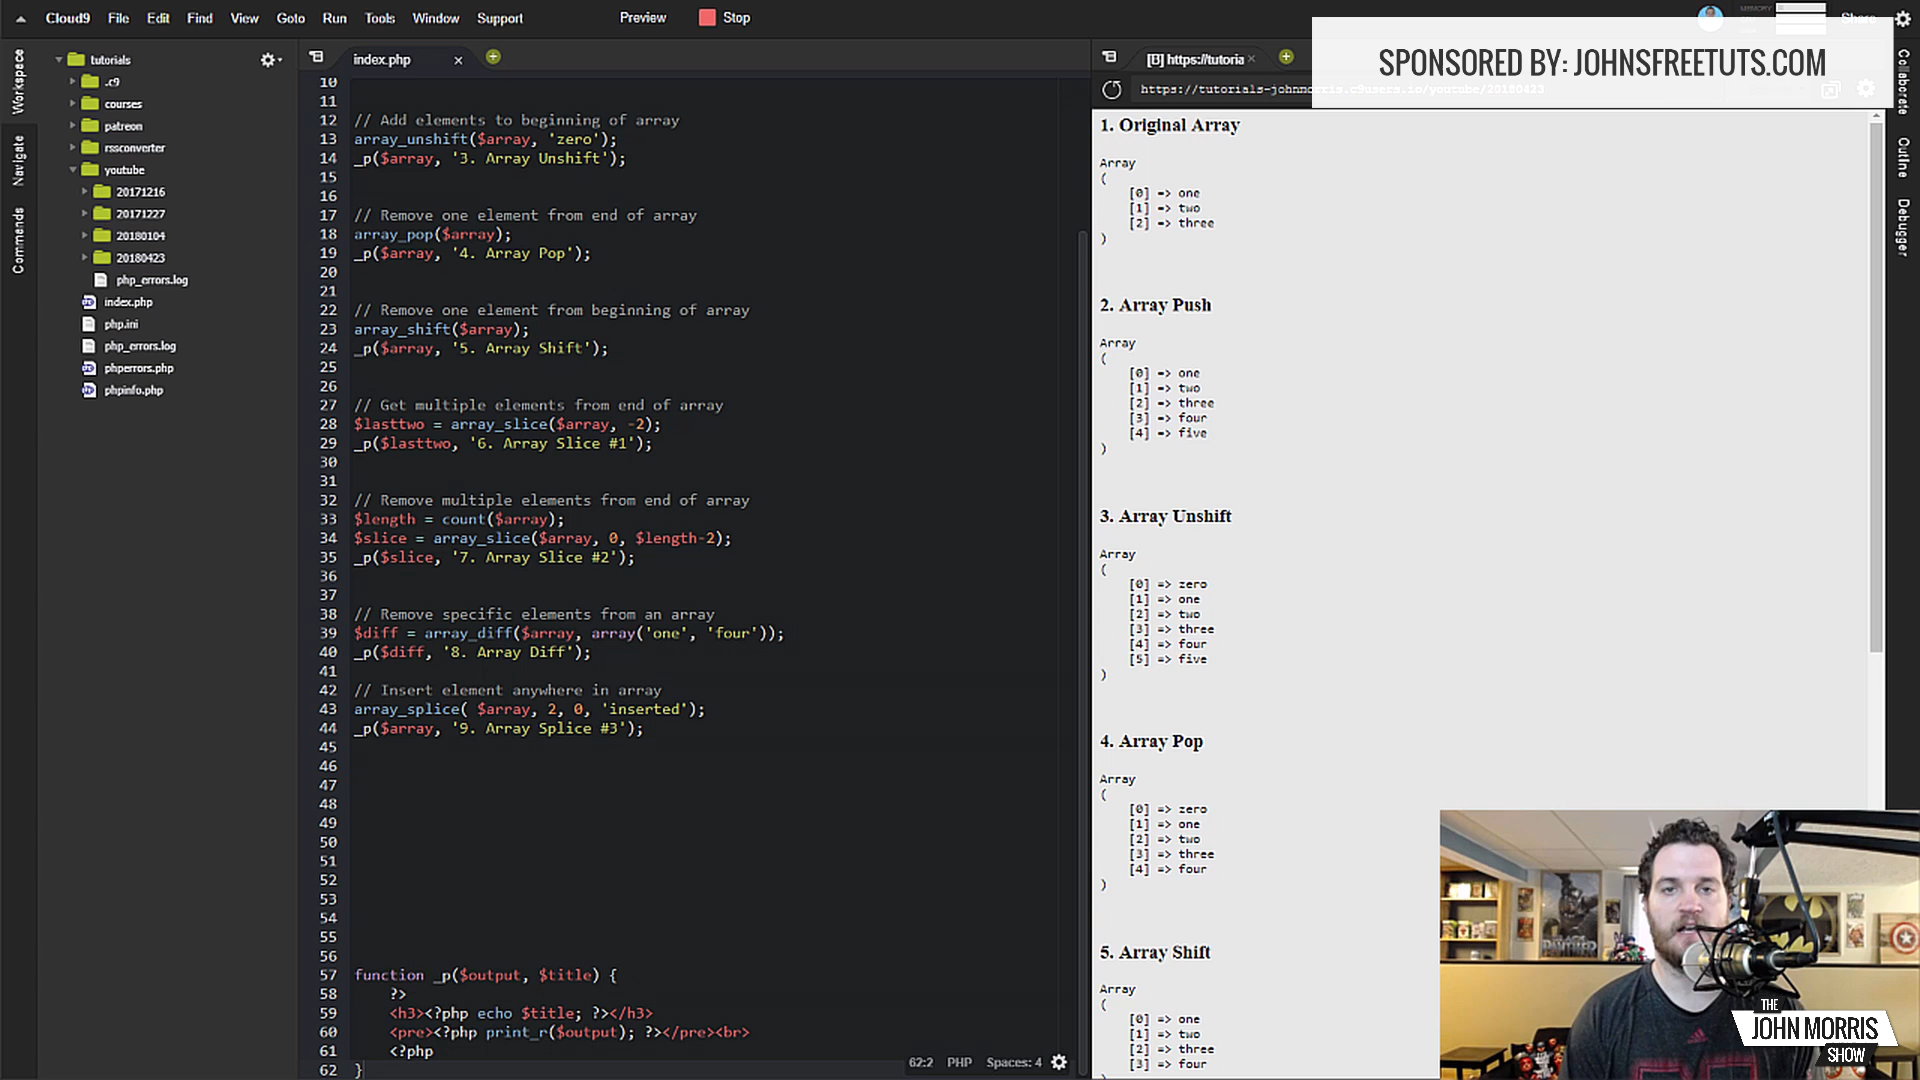 Cloud9 File Edit Find View Goto Run Tools Window Support Preview Stop
MEMORY
Share
SPONSORED BY: JOHNSFREETUTS.COM
Workspace
Navigate
Commands
tutorials
.c9
courses
patreon
rssconverter
youtube
20171216
20171227
20180104
20180423
php_errors.log
index.php
php.ini
php_errors.log
phperrors.php
phpinfo.php
index.php
10
11
12 // Add elements to beginning of array
13 array_unshift($array, 'zero');
14 _p($array, '3. Array Unshift');
15
16
17 // Remove one element from end of array
18 array_pop($array);
19 _p($array, '4. Array Pop');
20
21
22 // Remove one element from beginning of array
23 array_shift($array);
24 _p($array, '5. Array Shift');
25
26
27 // Get multiple elements from end of array
28 $lasttwo = array_slice($array, -2);
29 _p($lasttwo, '6. Array Slice #1');
30
31
32 // Remove multiple elements from end of array
33 $length = count($array);
34 $slice = array_slice($array, 0, $length-2);
35 _p($slice, '7. Array Slice #2');
36
37
38 // Remove specific elements from an array
39 $diff = array_diff($array, array('one', 'four'));
40 _p($diff, '8. Array Diff');
41
42 // Insert element anywhere in array
43 array_splice( $array, 2, 0, 'inserted');
44 _p($array, '9. Array Splice #3');
45
46
47
48
49
50
51
52
53
54
55
56
57 function _p($output, $title) {
58 ?>
59 <h3><?php echo $title; ?></h3>
60 <pre><?php print_r($output); ?></pre><br>
61 <?php
62 }
62:2 PHP Spaces: 4
[B] https://tutoria
https://tutorials-johnmorris.c9users.io/youtube/20180423
1. Original Array
Array
(
[0] => one
[1] => two
[2] => three
)
2. Array Push
Array
(
[0] => one
[1] => two
[2] => three
[3] => four
[4] => five
)
3. Array Unshift
Array
(
[0] => zero
[1] => one
[2] => two
[3] => three
[4] => four
[5] => five
)
4. Array Pop
Array
(
[0] => zero
[1] => one
[2] => two
[3] => three
[4] => four
)
5. Array Shift
Array
(
[0] => one
[1] => two
[2] => three
[3] => four
Collaborate
Outline
Debugger
THE
JOHN MORRIS
SHOW